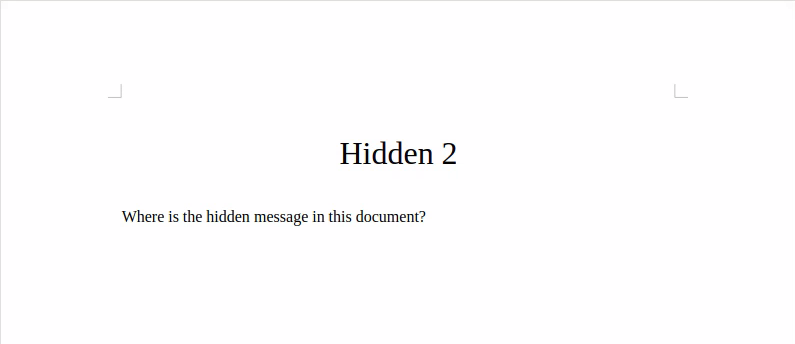 Hidden 2
Where is the hidden message in this document?